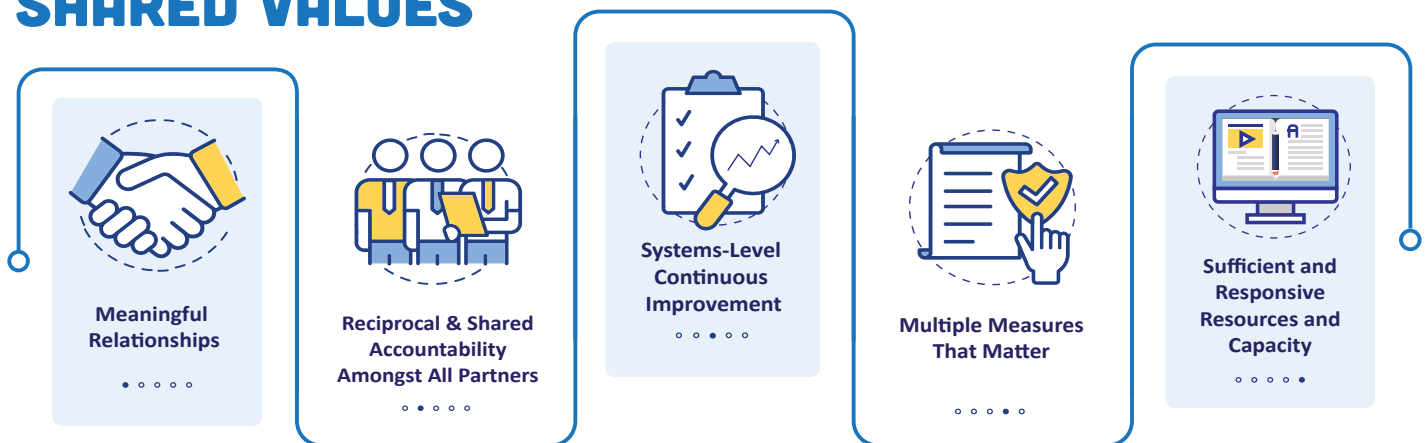 SHARED VALUES
Meaningful
Relationships
Reciprocal & Shared
Accountability
Amongst All Partners
Systems-Level
Continuous
Improvement
Multiple Measures
That Matter
A
Sufficient and
Responsive
Resources and
Capacity